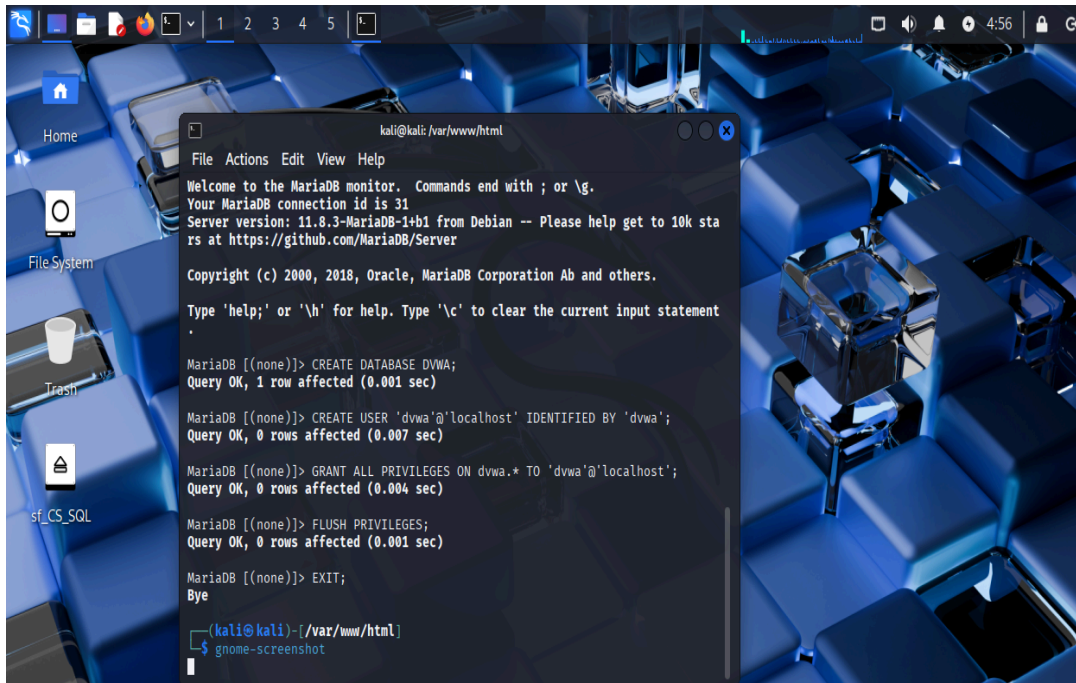 1 2 3 4 5
4:56
Home
File System
Trash
sf_CS_SQL
kali@kali: /var/www/html
File Actions Edit View Help
Welcome to the MariaDB monitor.  Commands end with ; or \g.
Your MariaDB connection id is 31
Server version: 11.8.3-MariaDB-1+b1 from Debian -- Please help get to 10k sta
rs at https://github.com/MariaDB/Server
Copyright (c) 2000, 2018, Oracle, MariaDB Corporation Ab and others.
Type 'help;' or '\h' for help. Type '\c' to clear the current input statement
.
MariaDB [(none)]> CREATE DATABASE DVWA;
Query OK, 1 row affected (0.001 sec)
MariaDB [(none)]> CREATE USER 'dvwa'@'localhost' IDENTIFIED BY 'dvwa';
Query OK, 0 rows affected (0.007 sec)
MariaDB [(none)]> GRANT ALL PRIVILEGES ON dvwa.* TO 'dvwa'@'localhost';
Query OK, 0 rows affected (0.004 sec)
MariaDB [(none)]> FLUSH PRIVILEGES;
Query OK, 0 rows affected (0.001 sec)
MariaDB [(none)]> EXIT;
Bye
(kali㉿kali)-[/var/www/html]
$ gnome-screenshot